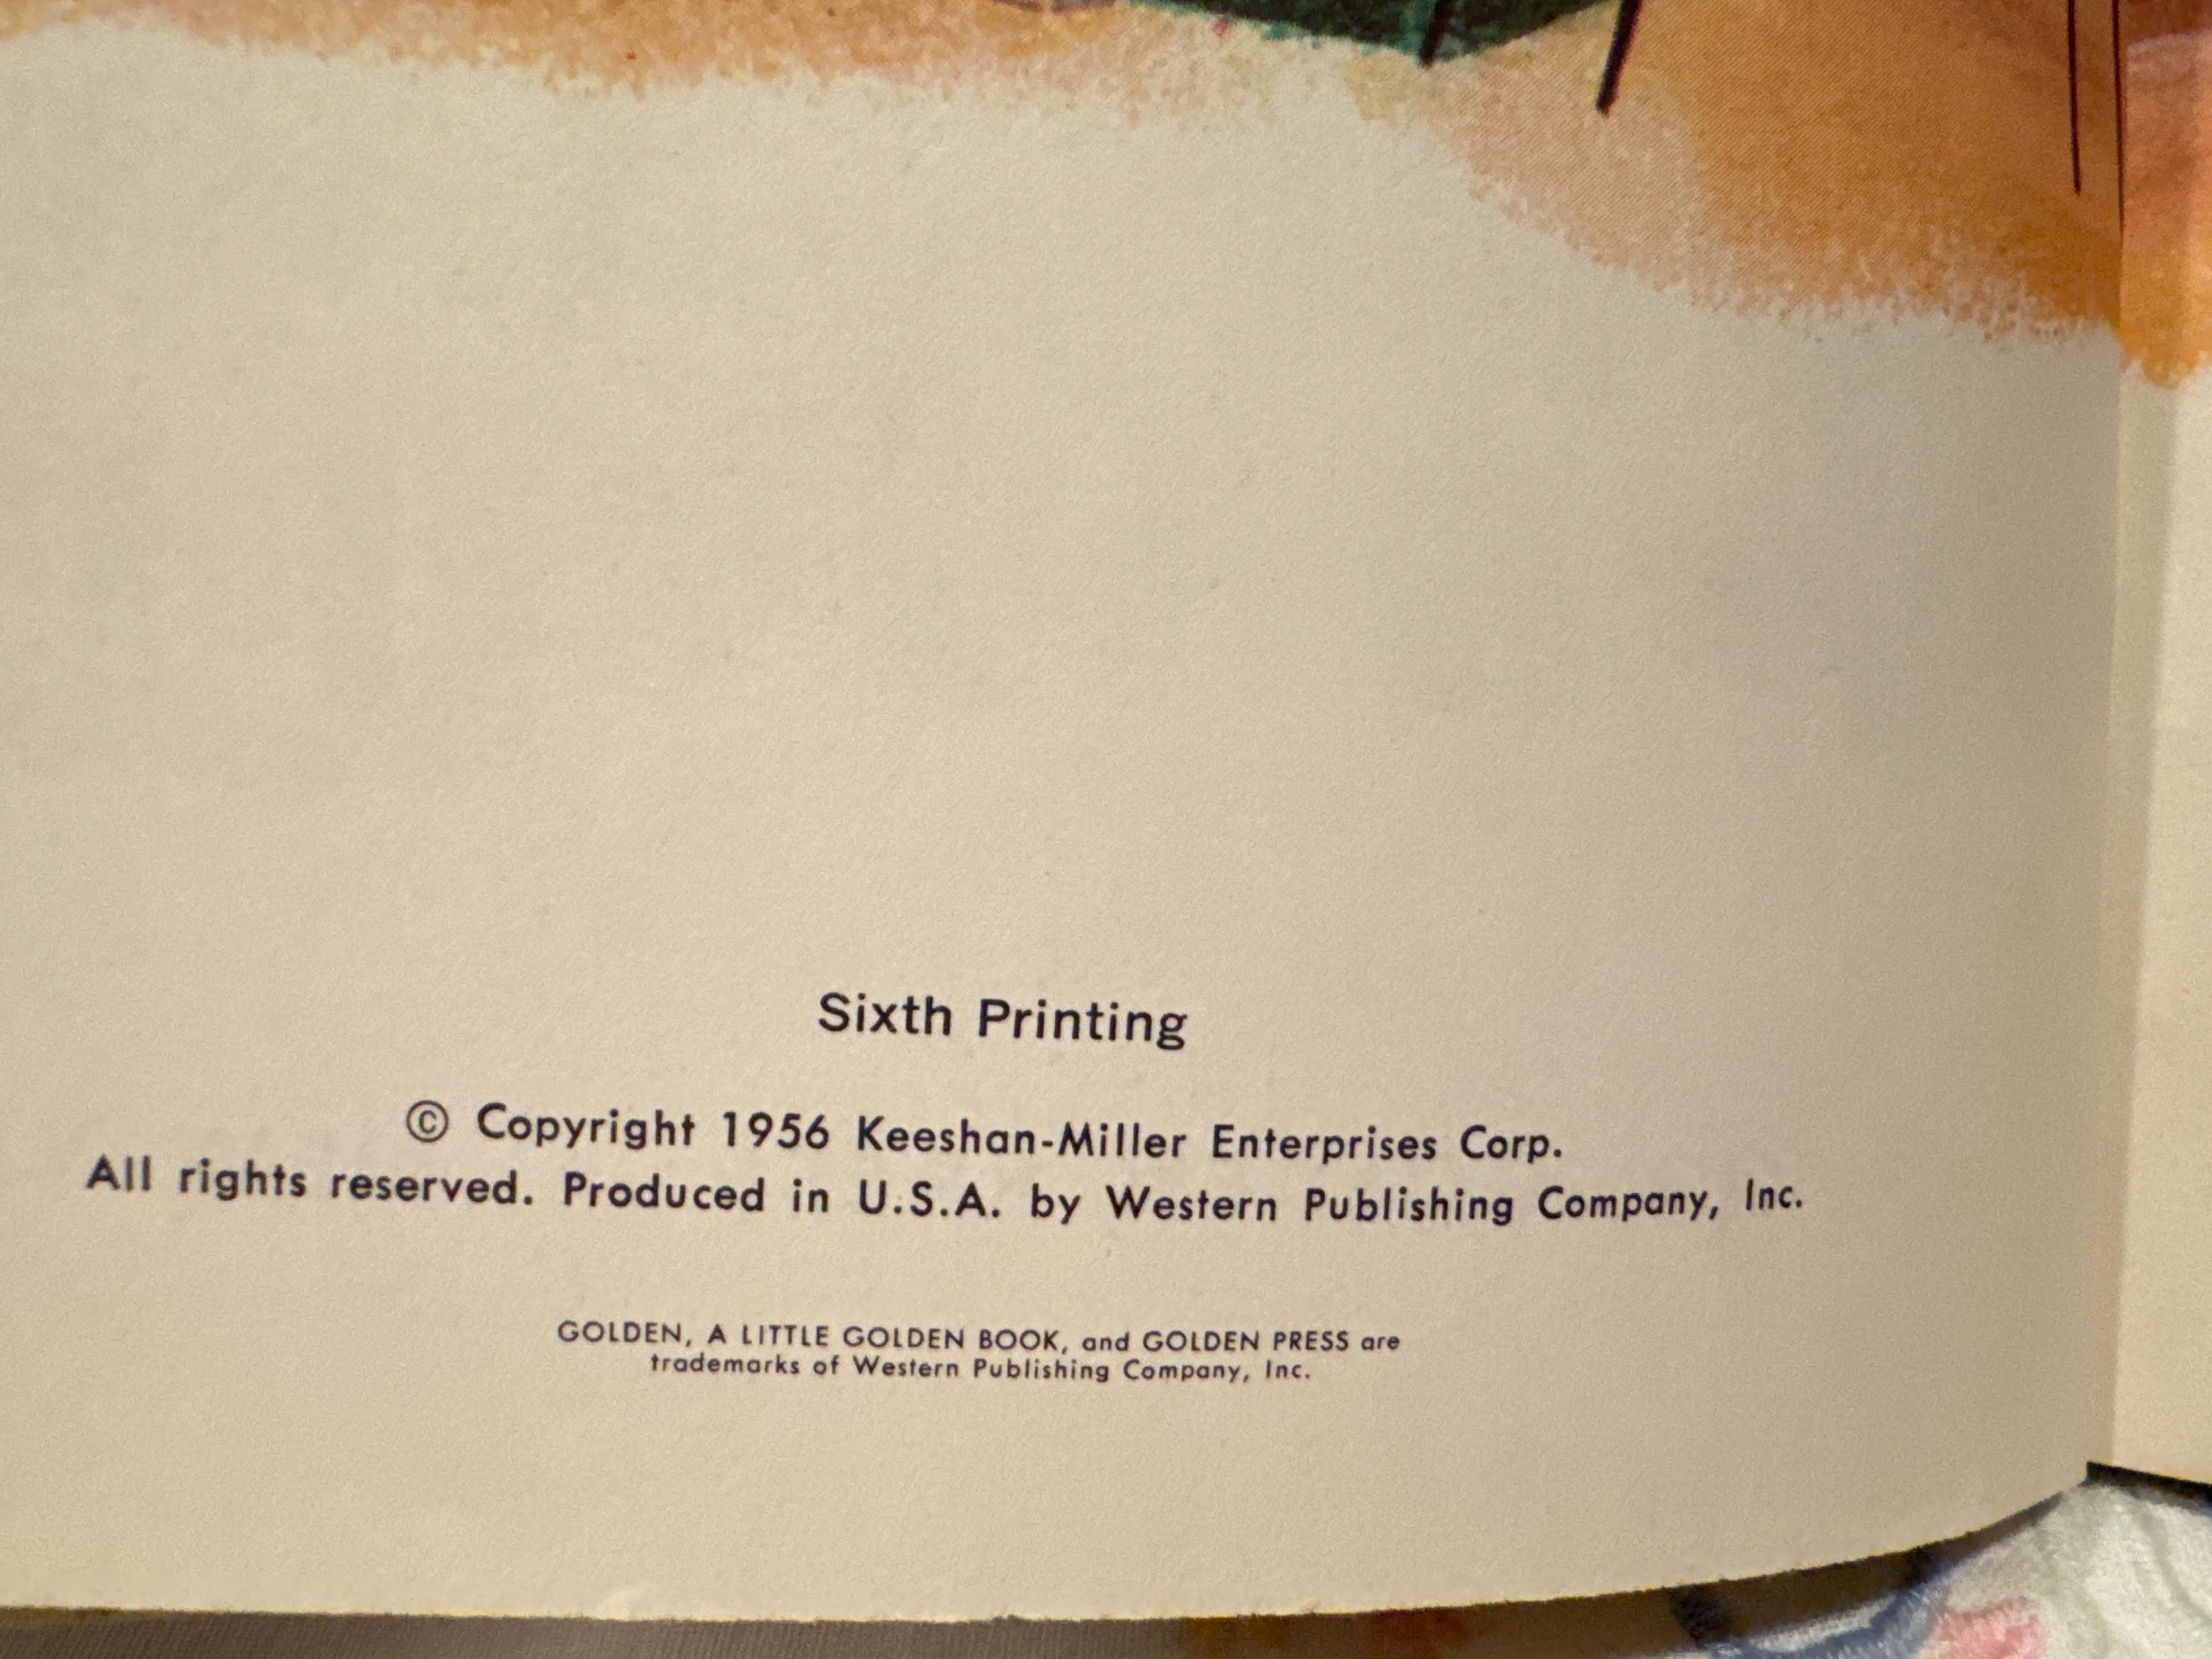 Sixth Printing
© Copyright 1956 Keeshan-Miller Enterprises Corp.
All rights reserved. Produced in U.S.A. by Western Publishing Company, Inc.
GOLDEN, A LITTLE GOLDEN BOOK, and GOLDEN PRESS are
trademarks of Western Publishing Company, Inc.